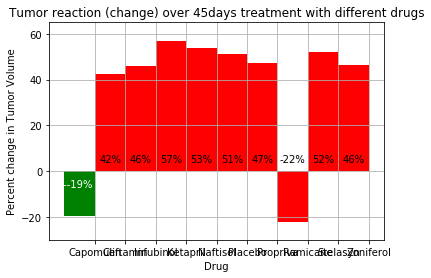 Tumor reaction (change) over 45days treatment with different drugs
Percent change in Tumor Volume
60
40
20
0
−20
--19%
42%
46%
57%
53%
51%
47%
-22%
52%
46%
Capomulin
Ceftamin
Infubinol
Ketapril
Naftisol
Placebo
Propriva
Ramicane
Stelasyn
Zoniferol
Drug